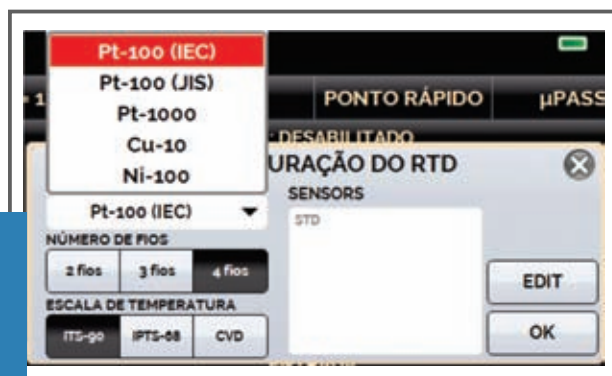 Pt-100 (IEC)
Pt-100 (JIS)
Pt-1000
Cu-10
Ni-100
1
PONTO RÁPIDO
µPASS
: DESABILITADO
URAÇÃO DO RTD
Pt-100 (IEC)
SENSORS
STD
NÚMERO DE FIOS
2 fios
3 fios
4 fios
EDIT
ESCALA DE TEMPERATURA
ITS-90
IPTS-68
CVD
OK